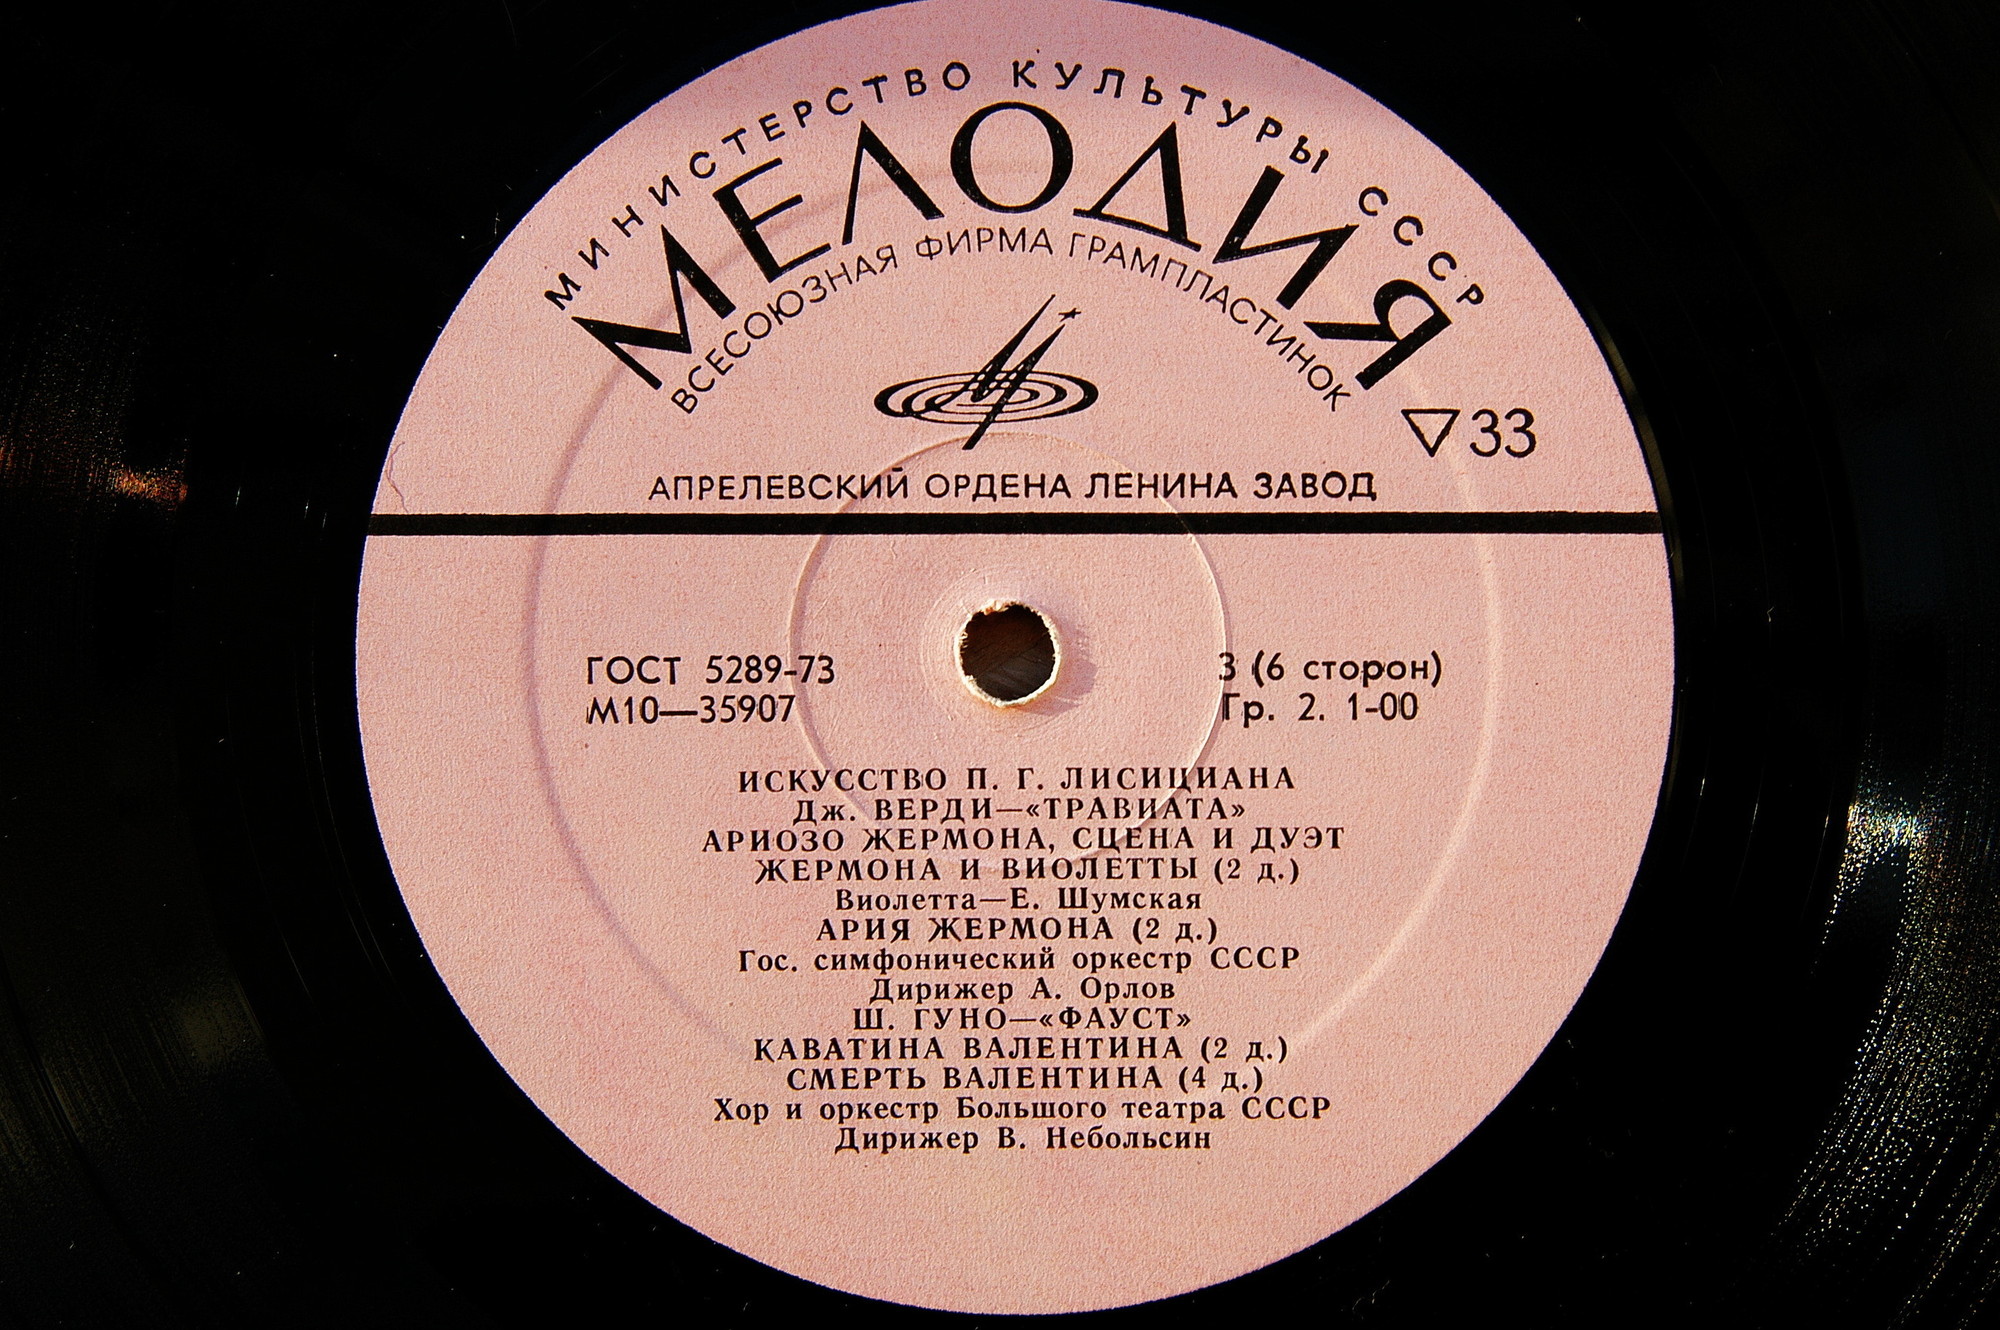 МИНИСТЕРСТВО КУЛЬТУРЫ СССР
МЕЛОДИЯ
ВСЕСОЮЗНАЯ ФИРМА ГРАМПЛАСТИНОК
▽33
АПРЕЛЕВСКИЙ ОРДЕНА ЛЕНИНА ЗАВОД
ГОСТ 5289-73
М10—35907
3 (6 сторон)
Гр. 2. 1-00
ИСКУССТВО П. Г. ЛИСИЦИАНА
Дж. ВЕРДИ—«ТРАВИАТА»
АРИОЗО ЖЕРМОНА, СЦЕНА И ДУЭТ
ЖЕРМОНА И ВИОЛЕТТЫ (2 д.)
Виолетта—Е. Шумская
АРИЯ ЖЕРМОНА (2 д.)
Гос. симфонический оркестр СССР
Дирижер А. Орлов
Ш. ГУНО—«ФАУСТ»
КАВАТИНА ВАЛЕНТИНА (2 д.)
СМЕРТЬ ВАЛЕНТИНА (4 д.)
Хор и оркестр Большого театра СССР
Дирижер В. Небольсин